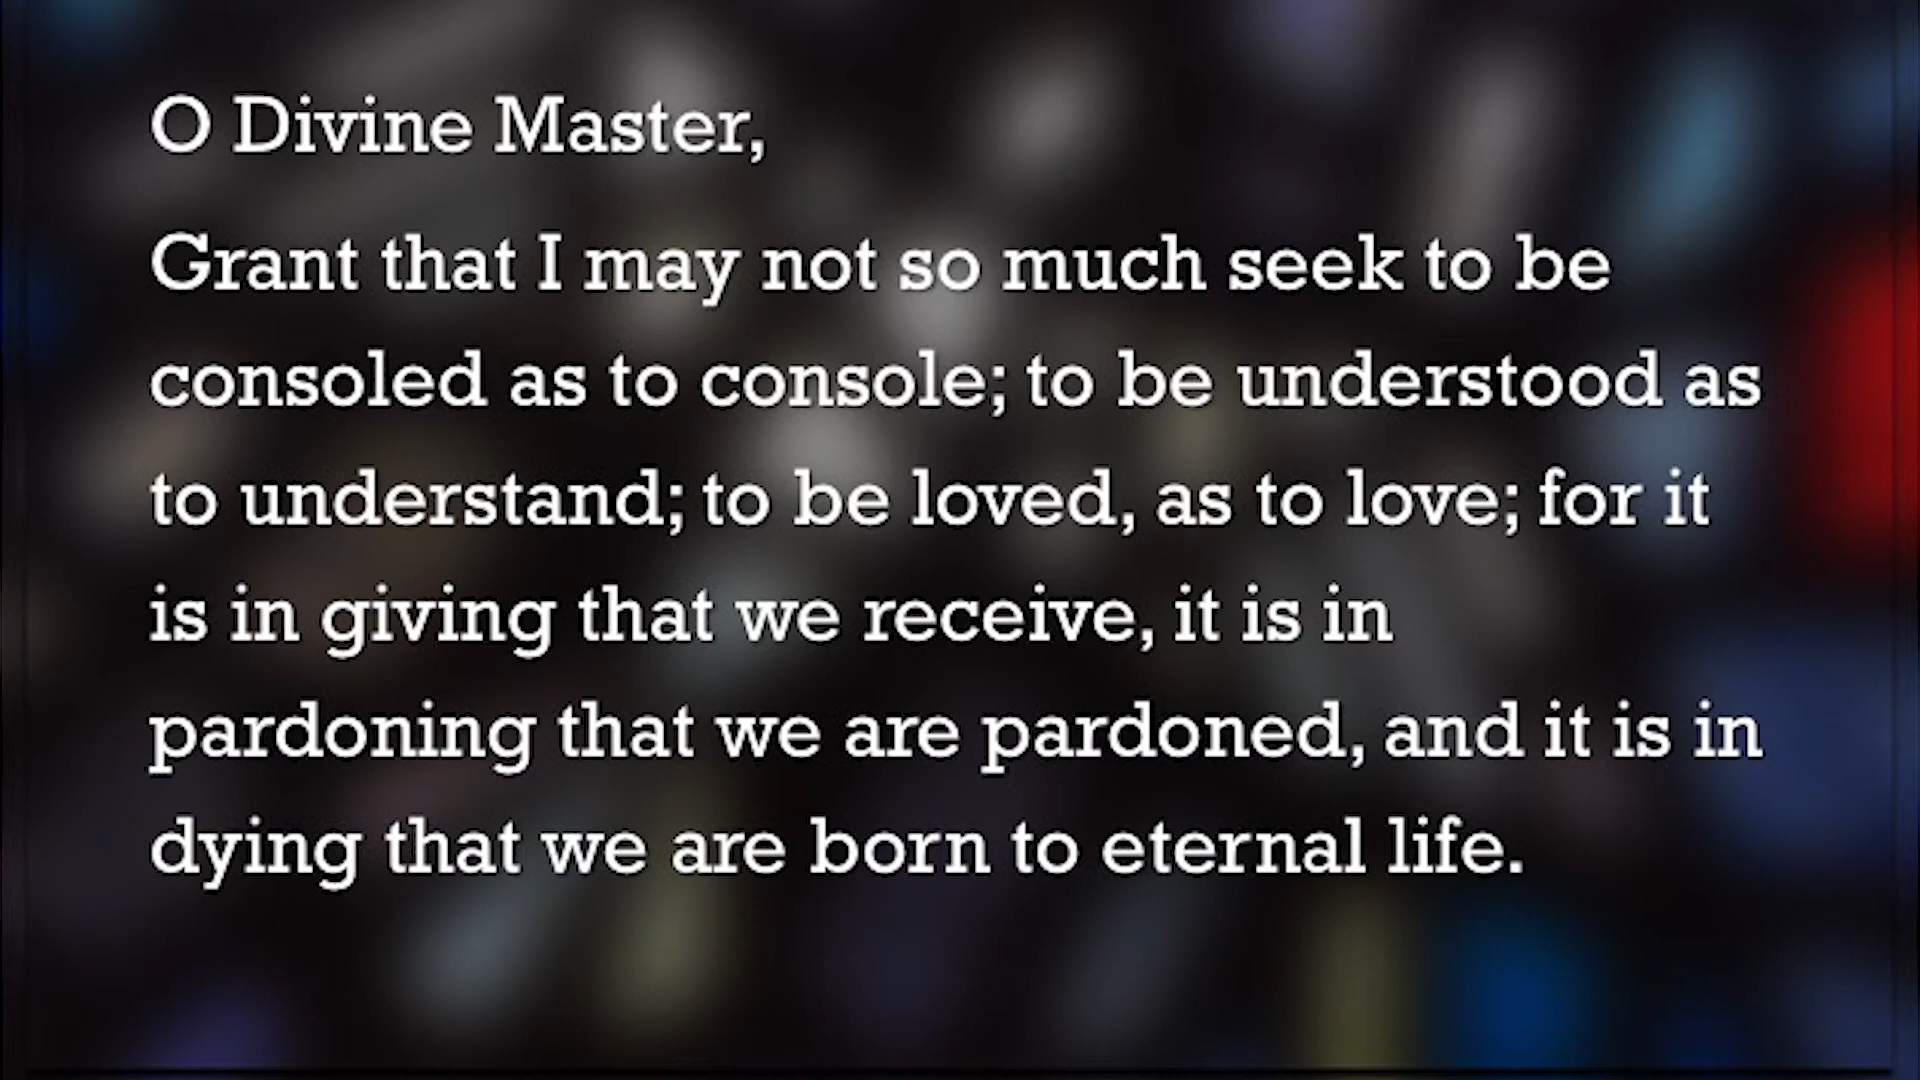 O Divine Master,
Grant that I may not so much seek to be
consoled as to console; to be understood as
to understand; to be loved, as to love; for it
is in giving that we receive, it is in
pardoning that we are pardoned, and it is in
dying that we are born to eternal life.